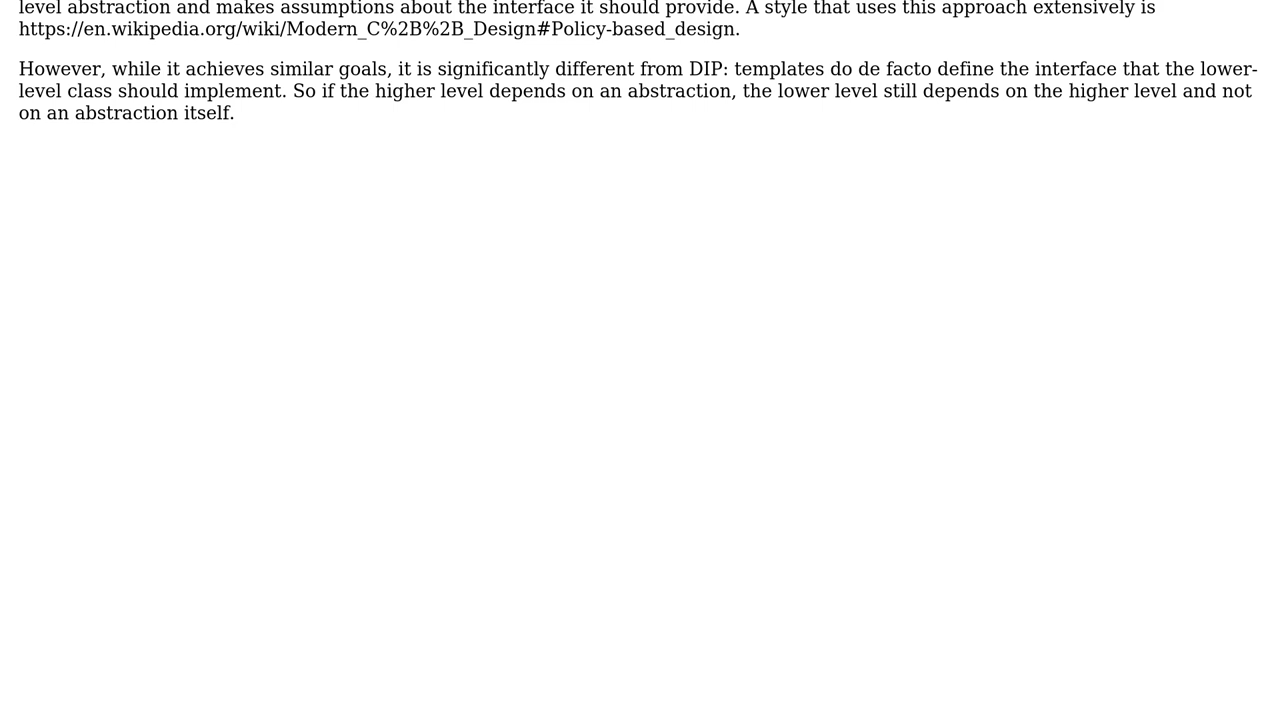 level abstraction and makes assumptions about the interface it should provide. A style that uses this approach extensively is
https://en.wikipedia.org/wiki/Modern_C%2B%2B_Design#Policy-based_design.
However, while it achieves similar goals, it is significantly different from DIP: templates do de facto define the interface that the lower-
level class should implement. So if the higher level depends on an abstraction, the lower level still depends on the higher level and not
on an abstraction itself.